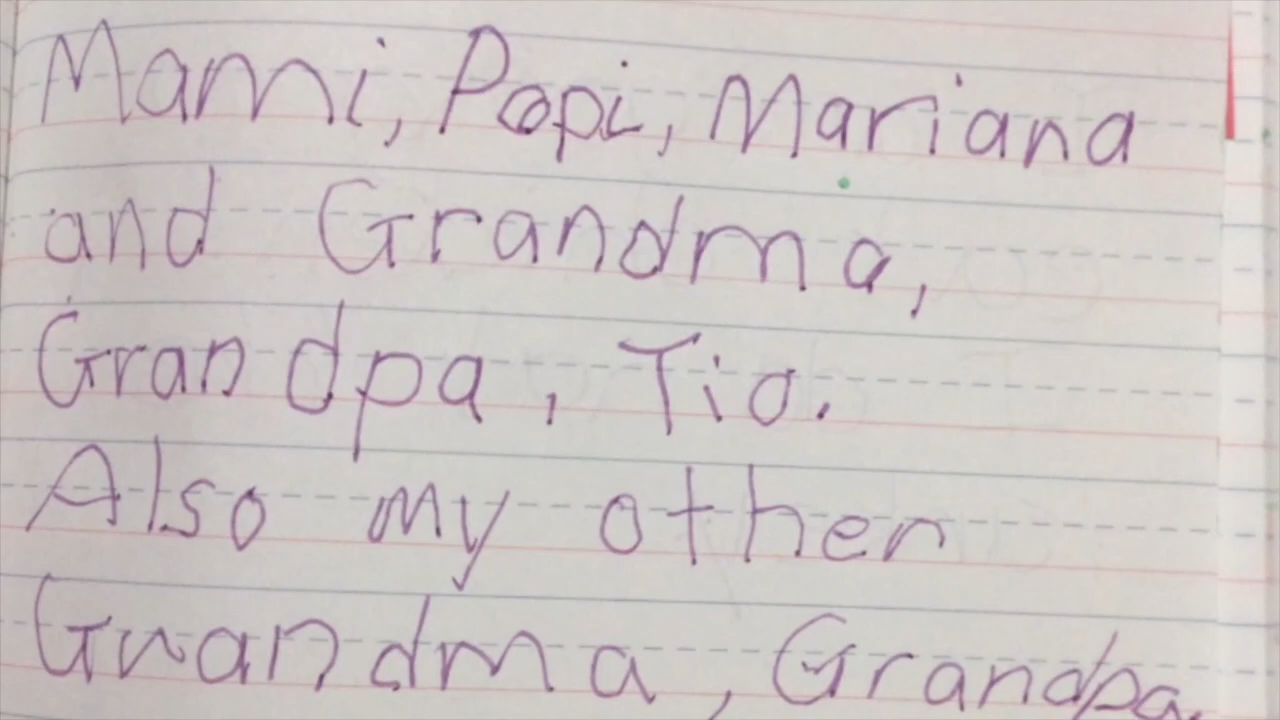 Mami, Papi, Mariana
and Grandma,
Grandpa, Tio.
Also my other
Grandma, Grandpa,